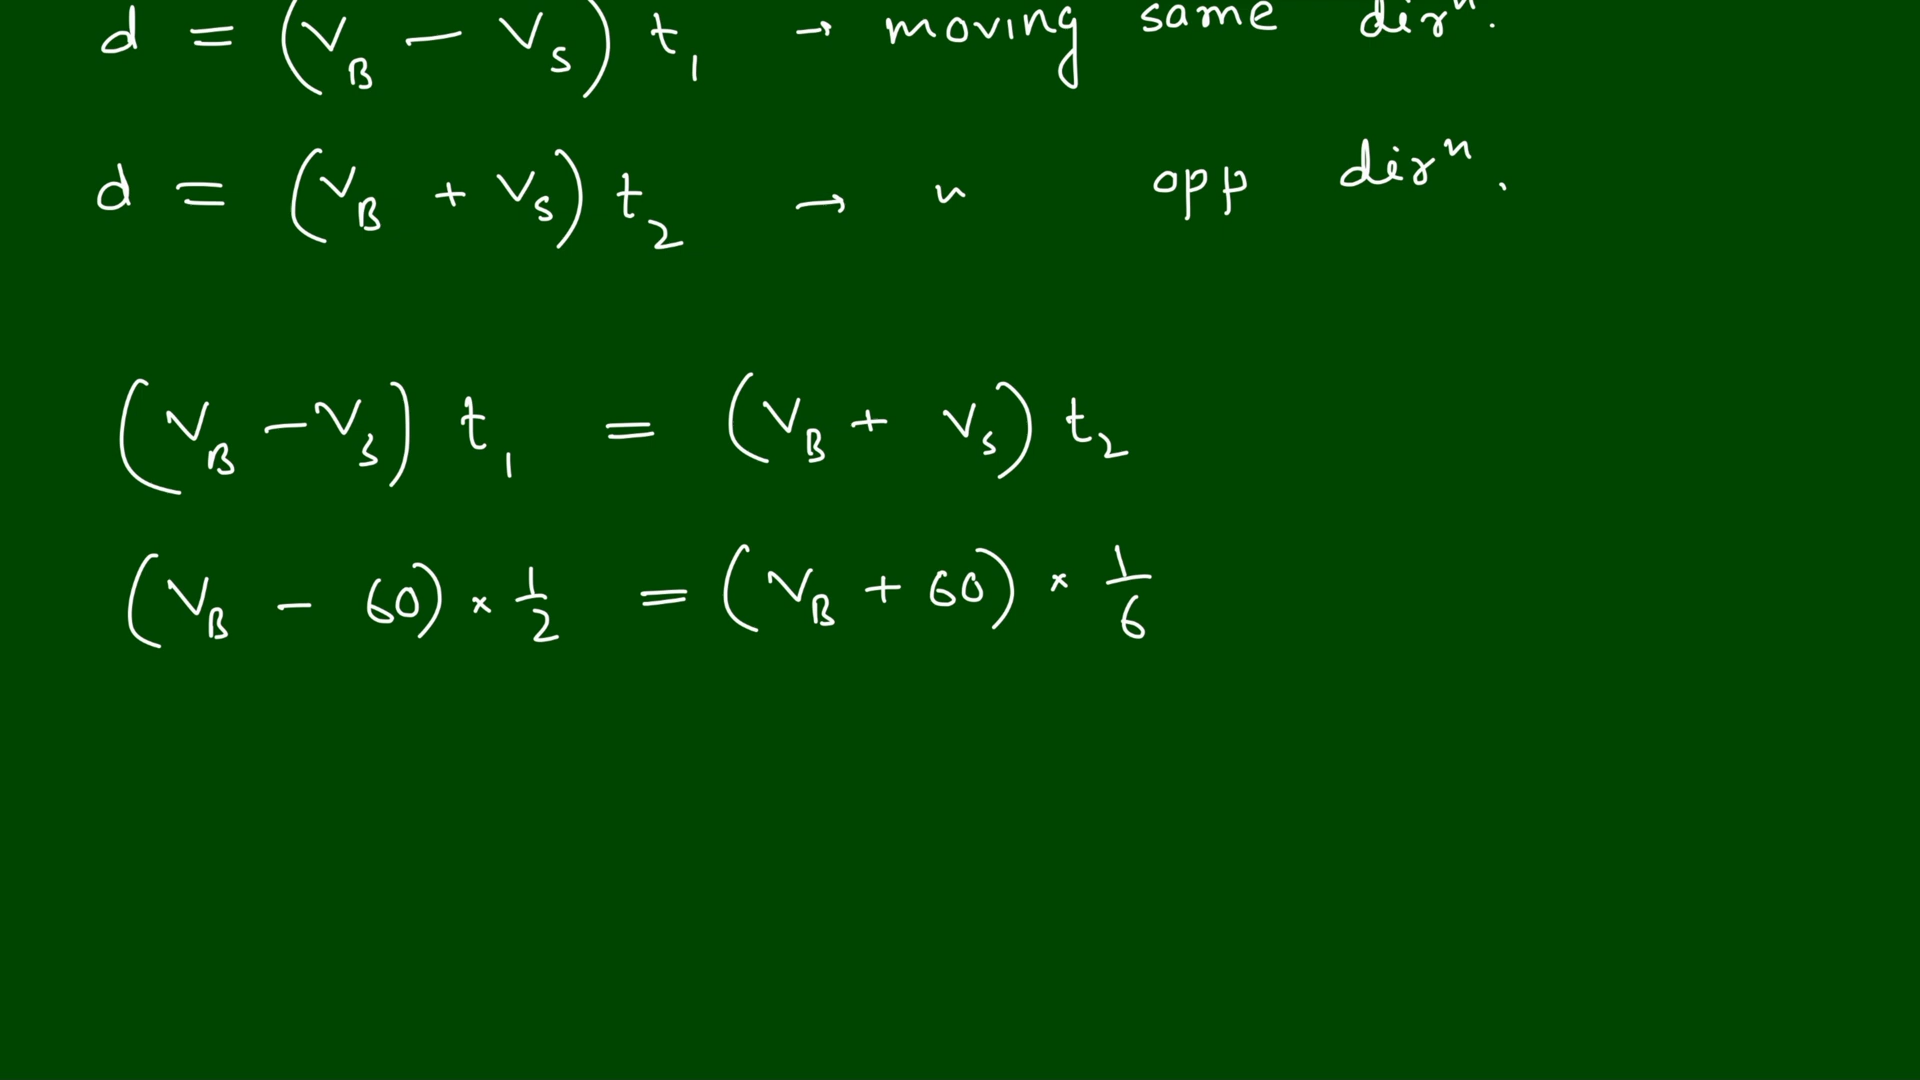 d = (V_B - V_S) t_1 → moving same dirⁿ.
d = (V_B + V_S) t_2 → " opp dirⁿ.
(V_B - V_S) t_1 = (V_B + V_S) t_2
(V_B - 60) × 1/2 = (V_B + 60) × 1/6